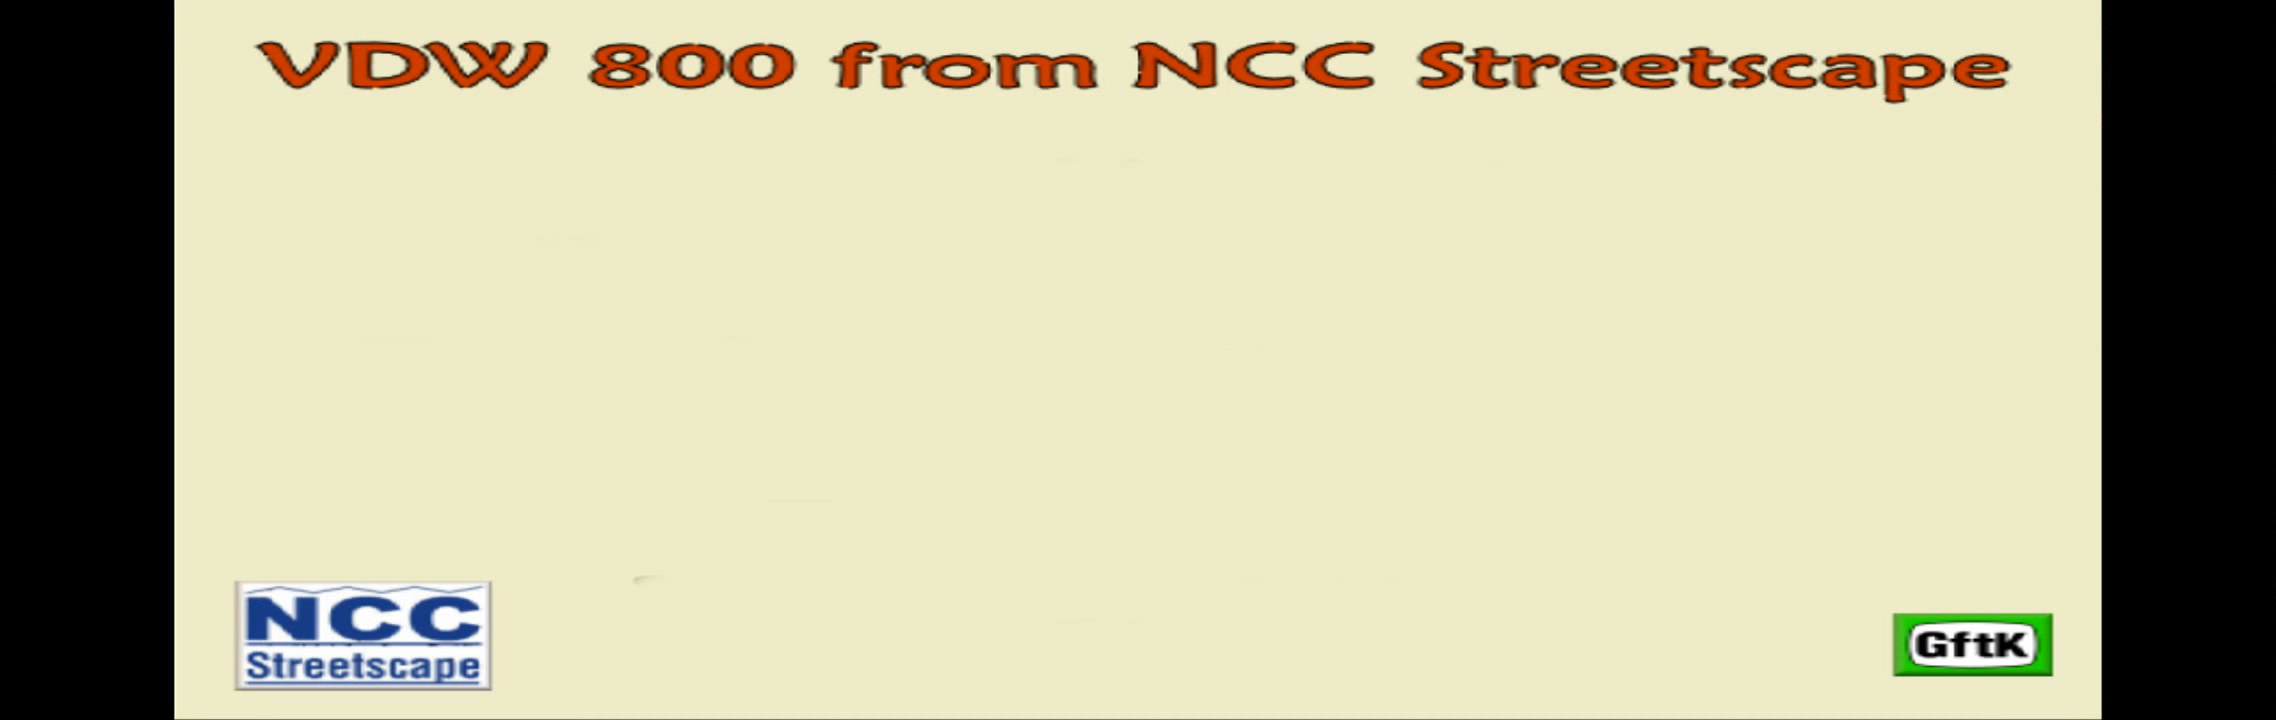 VDW 800 from NCC Streetscape
NCC
Streetscape
GftK